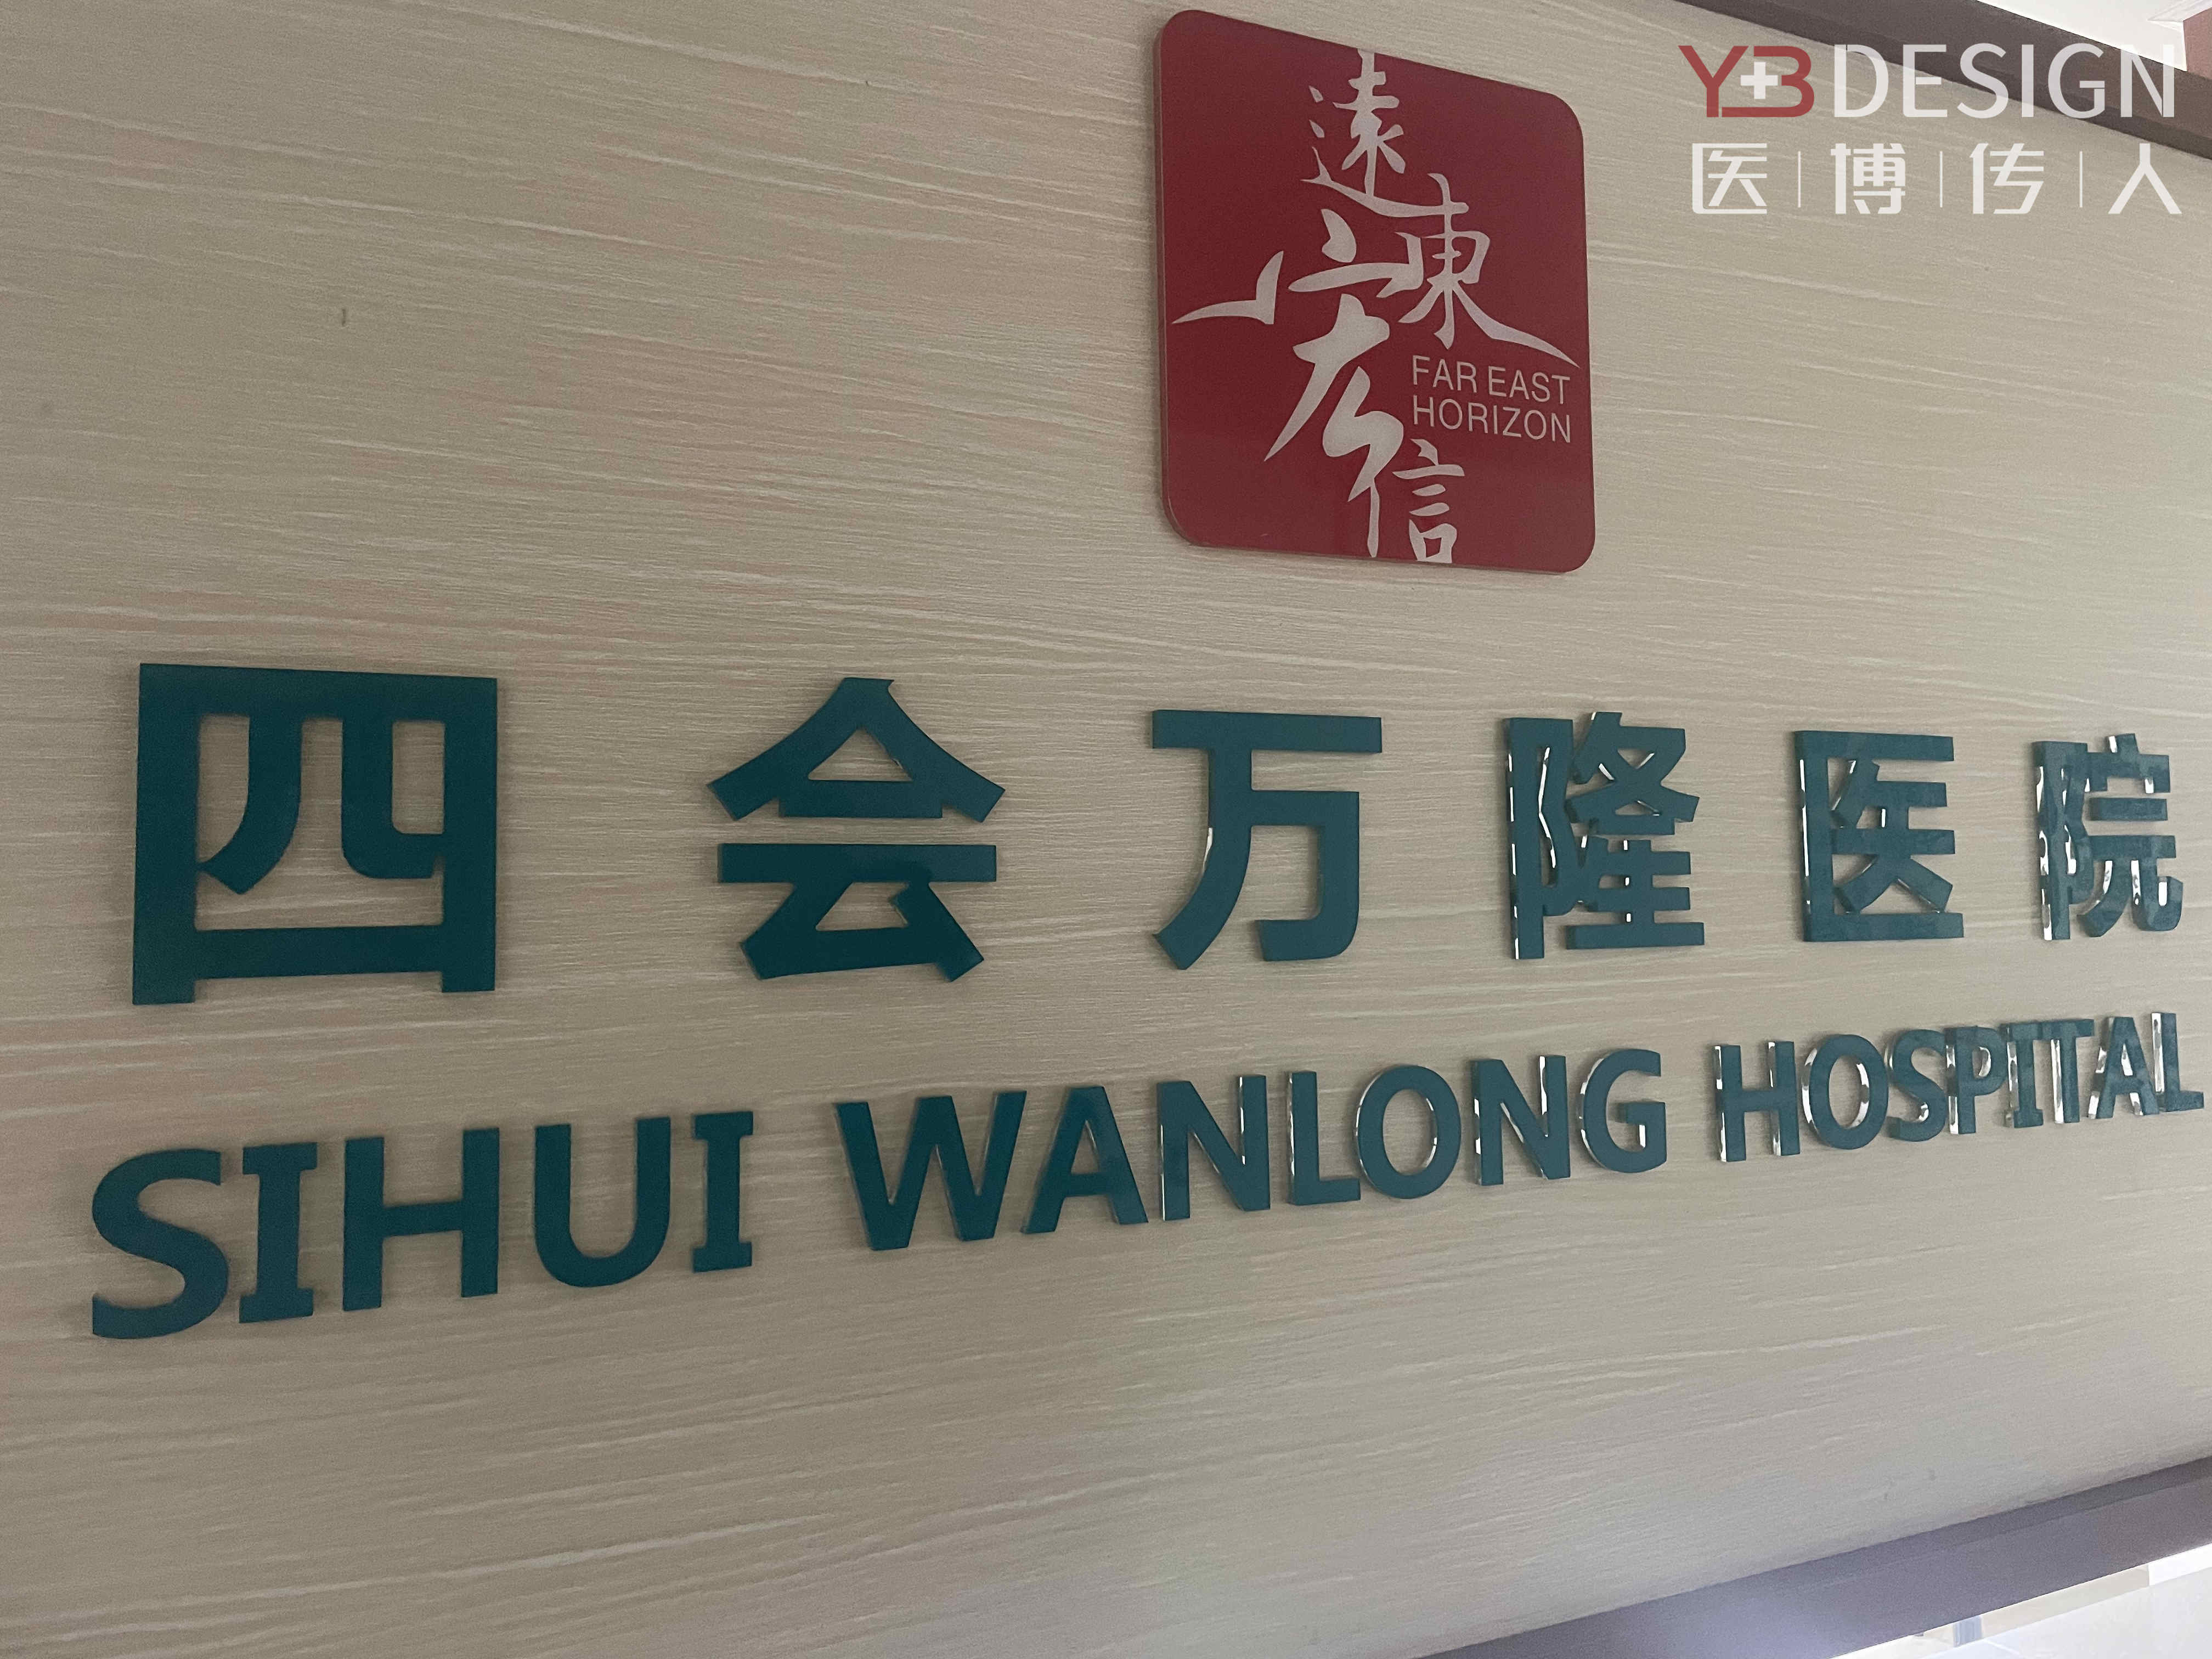 YB DESIGN
医博传人
遠東宏信
FAR EAST
HORIZON
四会万隆医院
SIHUI WANLONG HOSPITAL